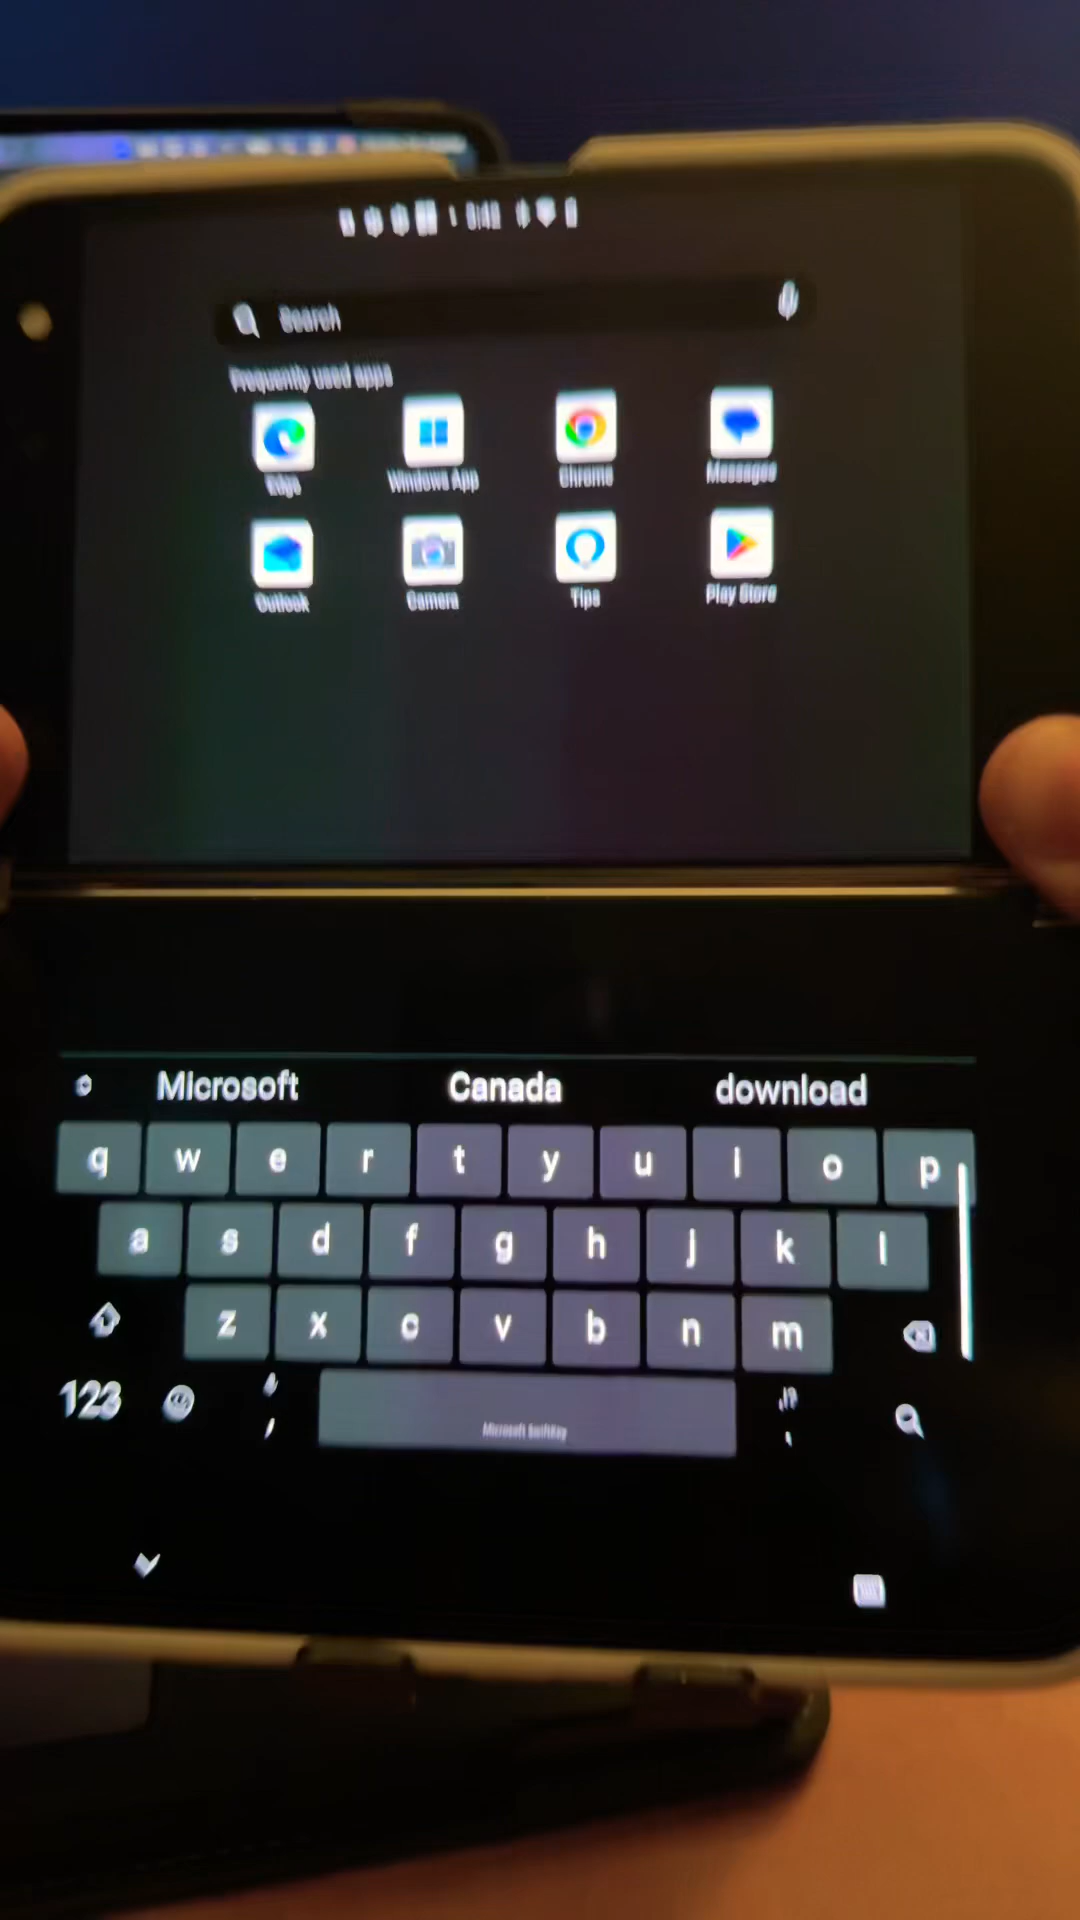 Search
Frequently used apps
Edge Windows App Chrome Messages
Outlook Camera Tips Play Store
Microsoft Canada download
q w e r t y u i o p
a s d f g h j k l
z x c v b n m
123 , Microsoft SwiftKey .